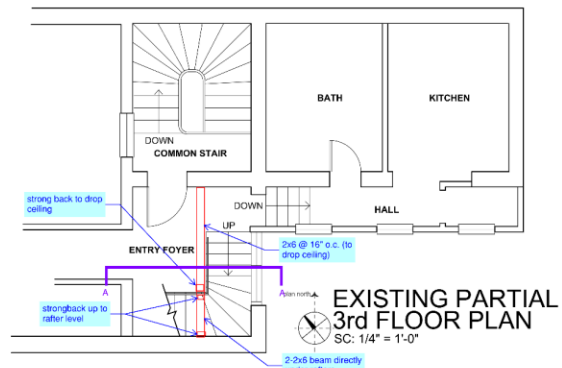 BATH
KITCHEN
DOWN
COMMON STAIR
strong back to drop
ceiling
DOWN
HALL
UP
ENTRY FOYER
2x6 @ 16" o.c. (to
drop ceiling)
A
A
plan north
strongback up to
rafter level
EXISTING PARTIAL
3rd FLOOR PLAN
SC: 1/4" = 1'-0"
2-2x6 beam directly